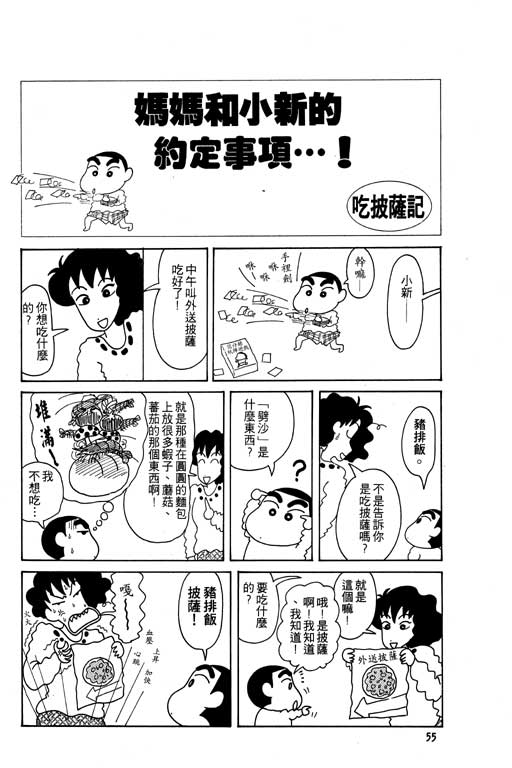 媽媽和小新的
約定事項…！
吃披薩記
小新——
幹嘛——
手裡劍
咻
咻
咻
中午叫外送披薩
吃好了！
你想吃什麼
的？
豬排飯。
不是告訴你
是吃披薩嗎？
「劈沙」是
什麼東西？
？
就是那種在圓圓的麵包
上放很多蝦子、蘑菇、
蕃茄的那個東西啊！
堆滿～
我
不想吃…
就是
這個嘛！
外送披薩
哦！是披薩
啊！我知道
、我知道！
要吃什麼
的？
豬排飯
披薩！
嘎～
火大
血壓上昇
心跳加快
55